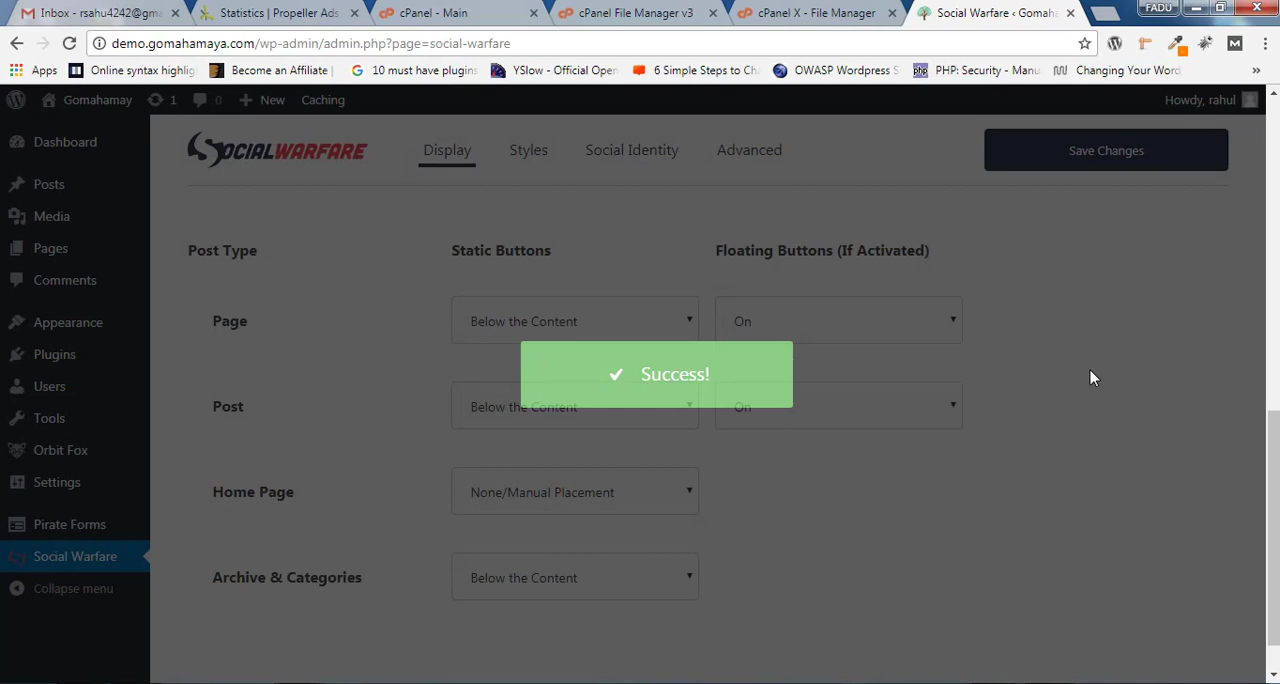 Inbox - rsahu4242@gma
Statistics | Propeller Ads
cPanel - Main
cPanel File Manager v3
cPanel X - File Manager
Social Warfare ‹ Gomaha
FADU
demo.gomahamaya.com/wp-admin/admin.php?page=social-warfare
Apps
Online syntax highlig
Become an Affiliate
10 must have plugins
YSlow - Official Open
6 Simple Steps to Cha
OWASP Wordpress S
PHP: Security - Manu
Changing Your Word
»
Gomahamaya
1
0
New
Caching
Howdy, rahul
Dashboard
Posts
Media
Pages
Comments
Appearance
Plugins
Users
Tools
Orbit Fox
Settings
Pirate Forms
Social Warfare
Collapse menu
SOCIALWARFARE
Display
Styles
Social Identity
Advanced
Save Changes
Post Type
Static Buttons
Floating Buttons (If Activated)
Page
Below the Content
On
Success!
Post
Below the Content
On
Home Page
None/Manual Placement
Archive & Categories
Below the Content